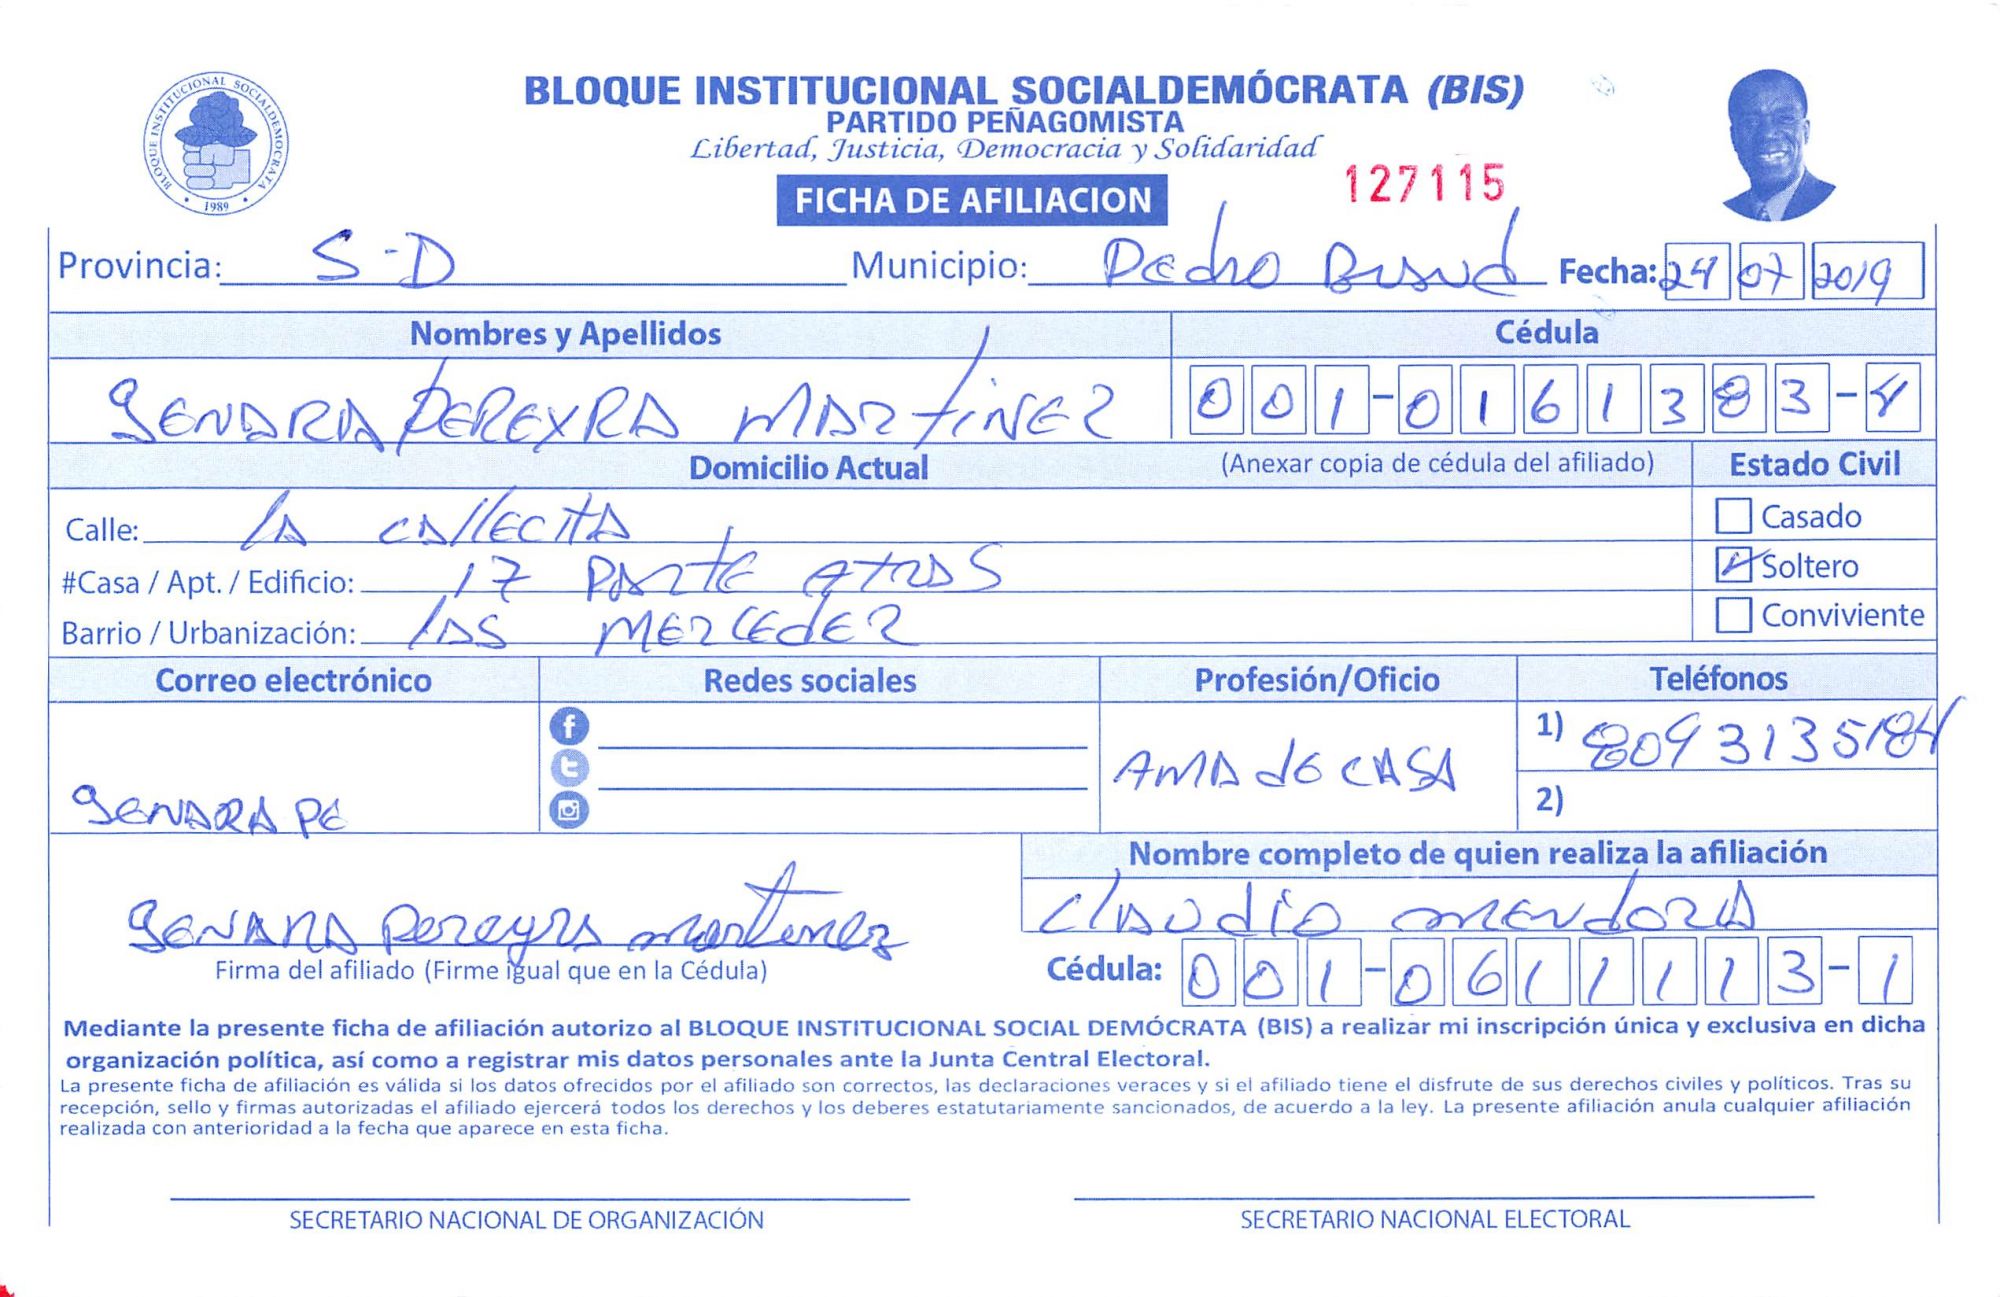 BLOQUE INSTITUCIONAL SOCIALDEMÓCRATA
1989
BLOQUE INSTITUCIONAL SOCIALDEMÓCRATA (BIS)
PARTIDO PEÑAGOMISTA
Libertad, Justicia, Democracia y Solidaridad
FICHA DE AFILIACION 127115
Provincia: S-D Municipio: Pedro Fecha: 24 07 2019
Nombres y Apellidos Cédula
GENARA PEREYRA MARTINEZ 001-0161383-4
Domicilio Actual (Anexar copia de cédula del afiliado) Estado Civil
Calle: LA CALLECITA Casado
#Casa / Apt. / Edificio: 17 PARTE ATRAS Soltero
Barrio / Urbanización: LAS MERCEDEZ Conviviente
Correo electrónico Redes sociales Profesión/Oficio Teléfonos
GENARA PE AMA de CASA 1) 8093135184
2)
Nombre completo de quien realiza la afiliación
CLAUDIO MENDOZA
GENARA Pereyra martinez
Firma del afiliado (Firme igual que en la Cédula) Cédula: 001-0611113-1
Mediante la presente ficha de afiliación autorizo al BLOQUE INSTITUCIONAL SOCIAL DEMÓCRATA (BIS) a realizar mi inscripción única y exclusiva en dicha
organización política, así como a registrar mis datos personales ante la Junta Central Electoral.
La presente ficha de afiliación es válida si los datos ofrecidos por el afiliado son correctos, las declaraciones veraces y si el afiliado tiene el disfrute de sus derechos civiles y políticos. Tras su
recepción, sello y firmas autorizadas el afiliado ejercerá todos los derechos y los deberes estatutariamente sancionados, de acuerdo a la ley. La presente afiliación anula cualquier afiliación
realizada con anterioridad a la fecha que aparece en esta ficha.
SECRETARIO NACIONAL DE ORGANIZACIÓN SECRETARIO NACIONAL ELECTORAL